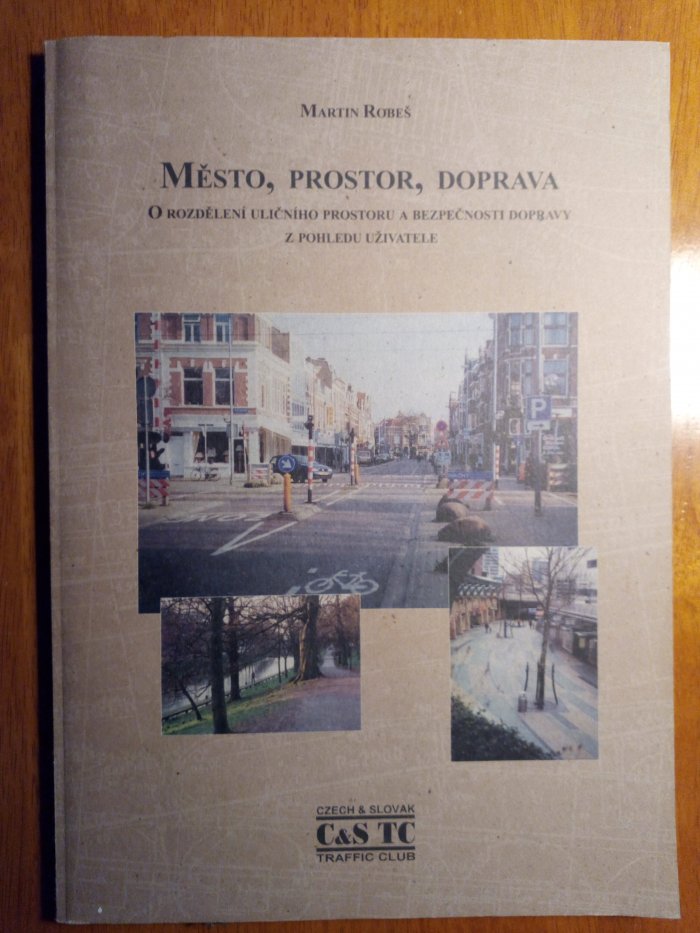 Martin Robeš
Město, prostor, doprava
O rozdělení uličního prostoru a bezpečnosti dopravy
z pohledu uživatele
P
CZECH & SLOVAK
C&S TC
TRAFFIC CLUB